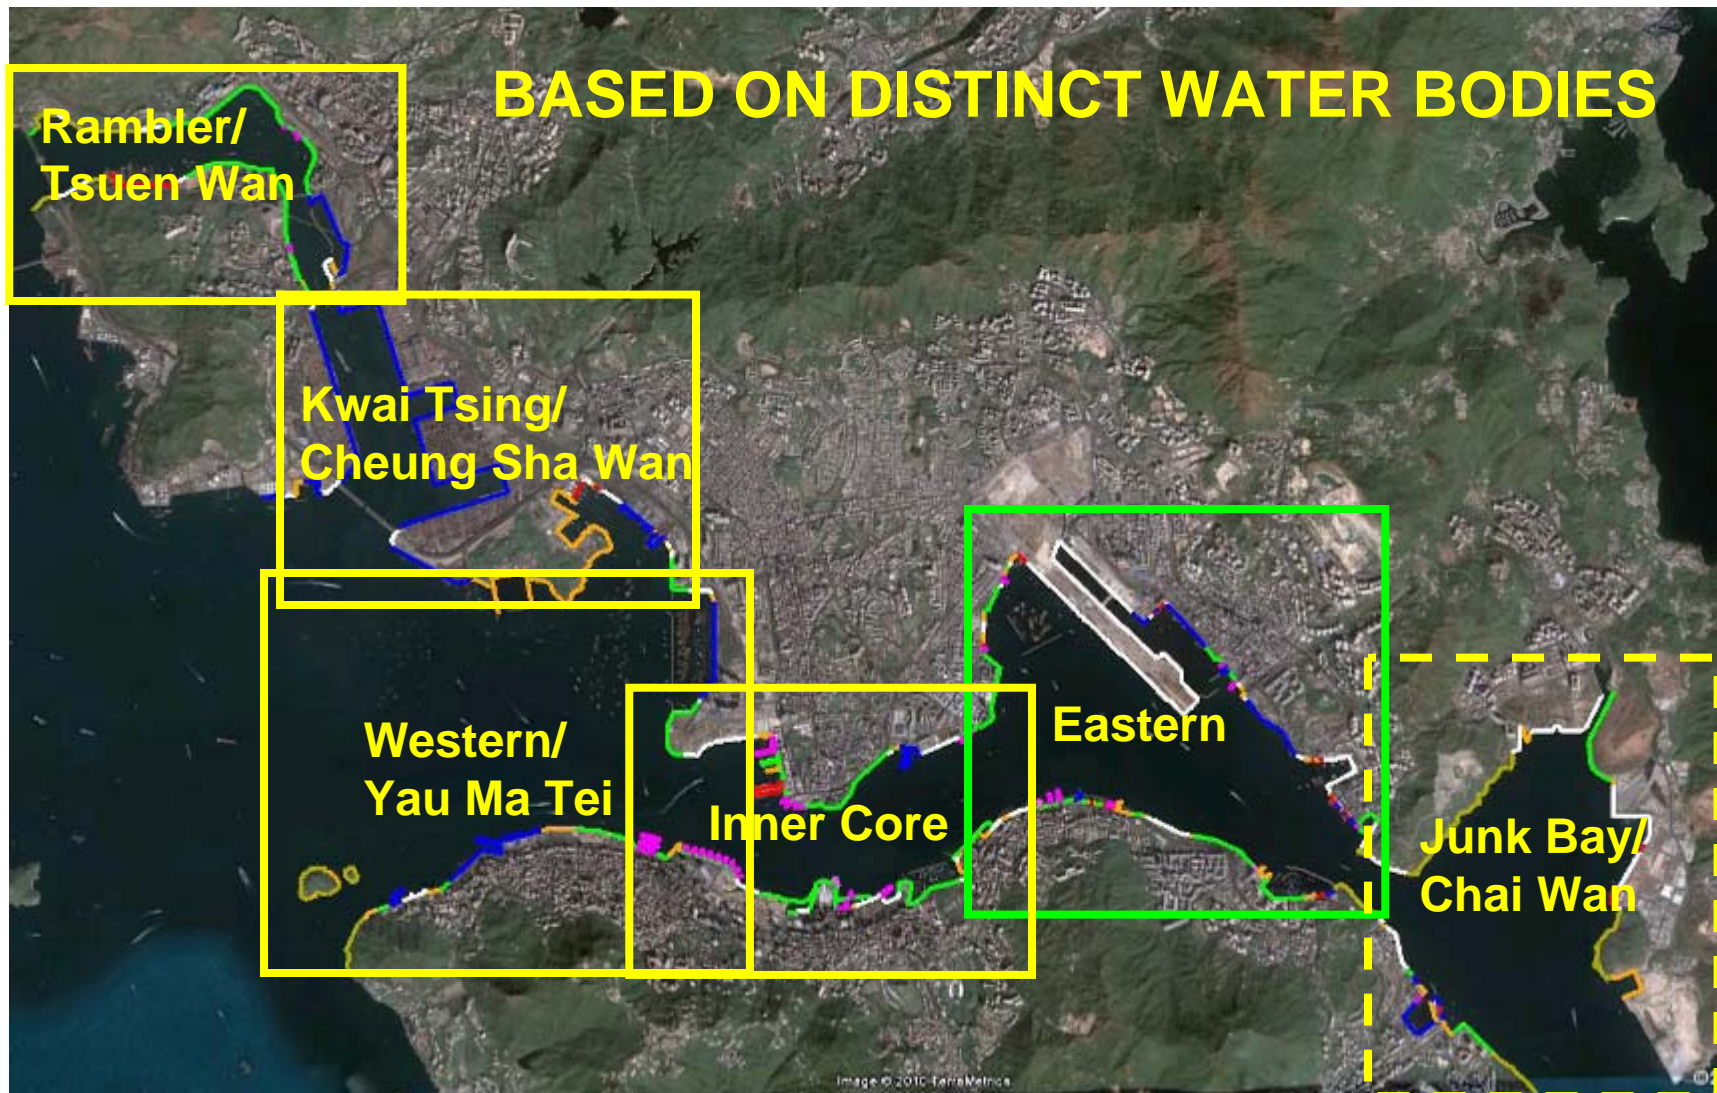 BASED ON DISTINCT WATER BODIES
Rambler/
Tsuen Wan
Kwai Tsing/
Cheung Sha Wan
Western/
Yau Ma Tei
Inner Core
Eastern
Junk Bay/
Chai Wan
Image © 2010 TerraMetrics